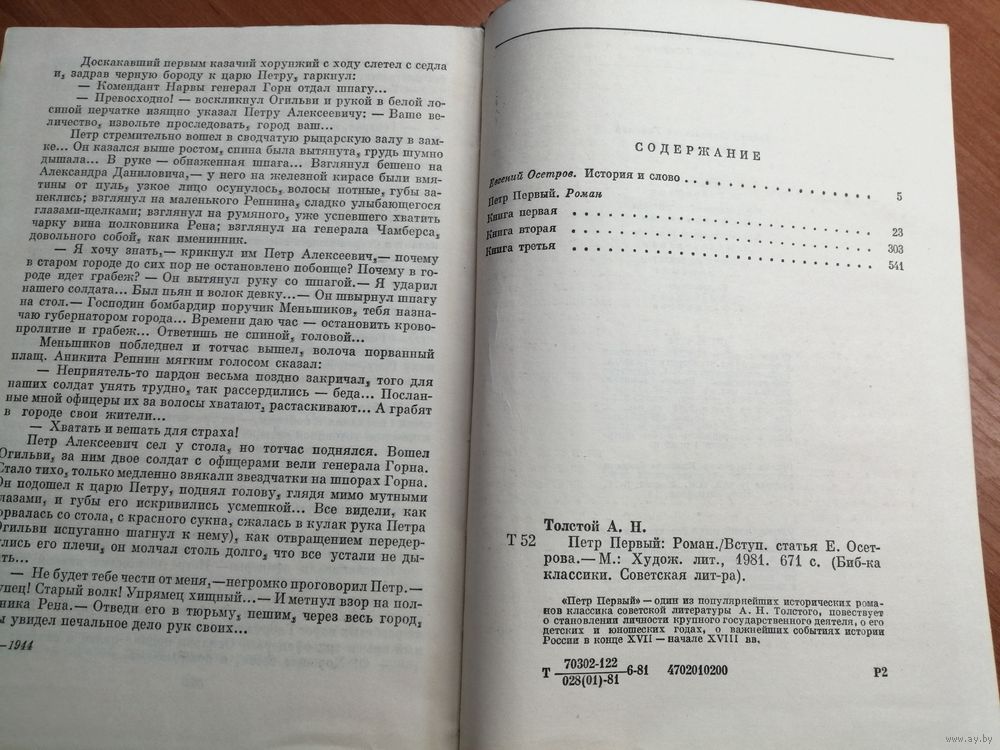 Доскакавший первым казачий хорунжий с ходу слетел с седла
и, задрав черную бороду к царю Петру, гаркнул:
— Комендант Нарвы генерал Горн отдал шпагу...
— Превосходно! — воскликнул Огильви и рукой в белой ло-
синой перчатке изящно указал Петру Алексеевичу: — Ваше ве-
личество, извольте проследовать, город ваш...
Петр стремительно вошел в сводчатую рыцарскую залу в зам-
ке... Он казался выше ростом, спина была вытянута, грудь шумно
дышала... В руке — обнаженная шпага... Взглянул бешено на
Александра Даниловича,— у него на железной кирасе были вмя-
тины от пуль, узкое лицо осунулось, волосы потные, губы за-
пеклись; взглянул на маленького Репнина, сладко улыбающегося
глазами-щелками; взглянул на румяного, уже успевшего хватить
чарку вина полковника Рена; взглянул на генерала Чамберса,
довольного собой, как именинник.
— Я хочу знать,— крикнул им Петр Алексеевич,— почему
в старом городе до сих пор не остановлено побоище? Почему в го-
роде идет грабеж? — Он вытянул руку со шпагой.— Я ударил
нашего солдата... Был пьян и волок девку...— Он швырнул шпагу
на стол.— Господин бомбардир поручик Меньшиков, тебя назна-
чаю губернатором города... Времени даю час — остановить крово-
пролитие и грабеж... Ответишь не спиной, головой...
Меньшиков побледнел и тотчас вышел, волоча порванный
плащ. Аникита Репнин мягким голосом сказал:
— Неприятель-то пардон весьма поздно закричал, того для
наших солдат унять трудно, так рассердились — беда... Послан-
ные мной офицеры их за волосы хватают, растаскивают... А грабят
в городе свои жители...
— Хватать и вешать для страха!
Петр Алексеевич сел у стола, но тотчас поднялся. Вошел
Огильви, за ним двое солдат с офицерами вели генерала Горна.
Стало тихо, только медленно звякали звездчатки на шпорах Горна.
Он подошел к царю Петру, поднял голову, глядя мимо мутными
глазами, и губы его искривились усмешкой... Все видели, как
орвалась со стола, с красного сукна, сжалась в кулак рука Петра
Огильви испуганно шагнул к нему), как отвращением передер-
улись его плечи, он молчал столь долго, что все устали не ды-
ать...
— Не будет тебе чести от меня,—негромко проговорил Петр.—
упец! Старый волк! Упрямец хищный...— И метнул взор на пол-
ника Рена.— Отведи его в тюрьму, пешим, через весь город,
ы увидел печальное дело рук своих...
—1944
СОДЕРЖАНИЕ
Евгений Осетров. История и слово . . . . . . . . . . . . . . 5
Петр Первый. Роман
Книга первая . . . . . . . . . . . . . . . . . . . . 23
Книга вторая . . . . . . . . . . . . . . . . . . . . 303
Книга третья . . . . . . . . . . . . . . . . . . . . 541
Толстой А. Н.
Т 52 Петр Первый: Роман./Вступ. статья Е. Осет-
рова.— М.: Худож. лит., 1981. 671 с. (Биб-ка
классики. Советская лит-ра).
«Петр Первый» — один из популярнейших исторических рома-
нов классика советской литературы А. Н. Толстого, повествует
о становлении личности крупного государственного деятеля, о его
детских и юношеских годах, о важнейших событиях истории
России в конце XVII — начале XVIII вв.
Т 70302-122/028(01)-81 6-81 4702010200 Р2
www.ay.by